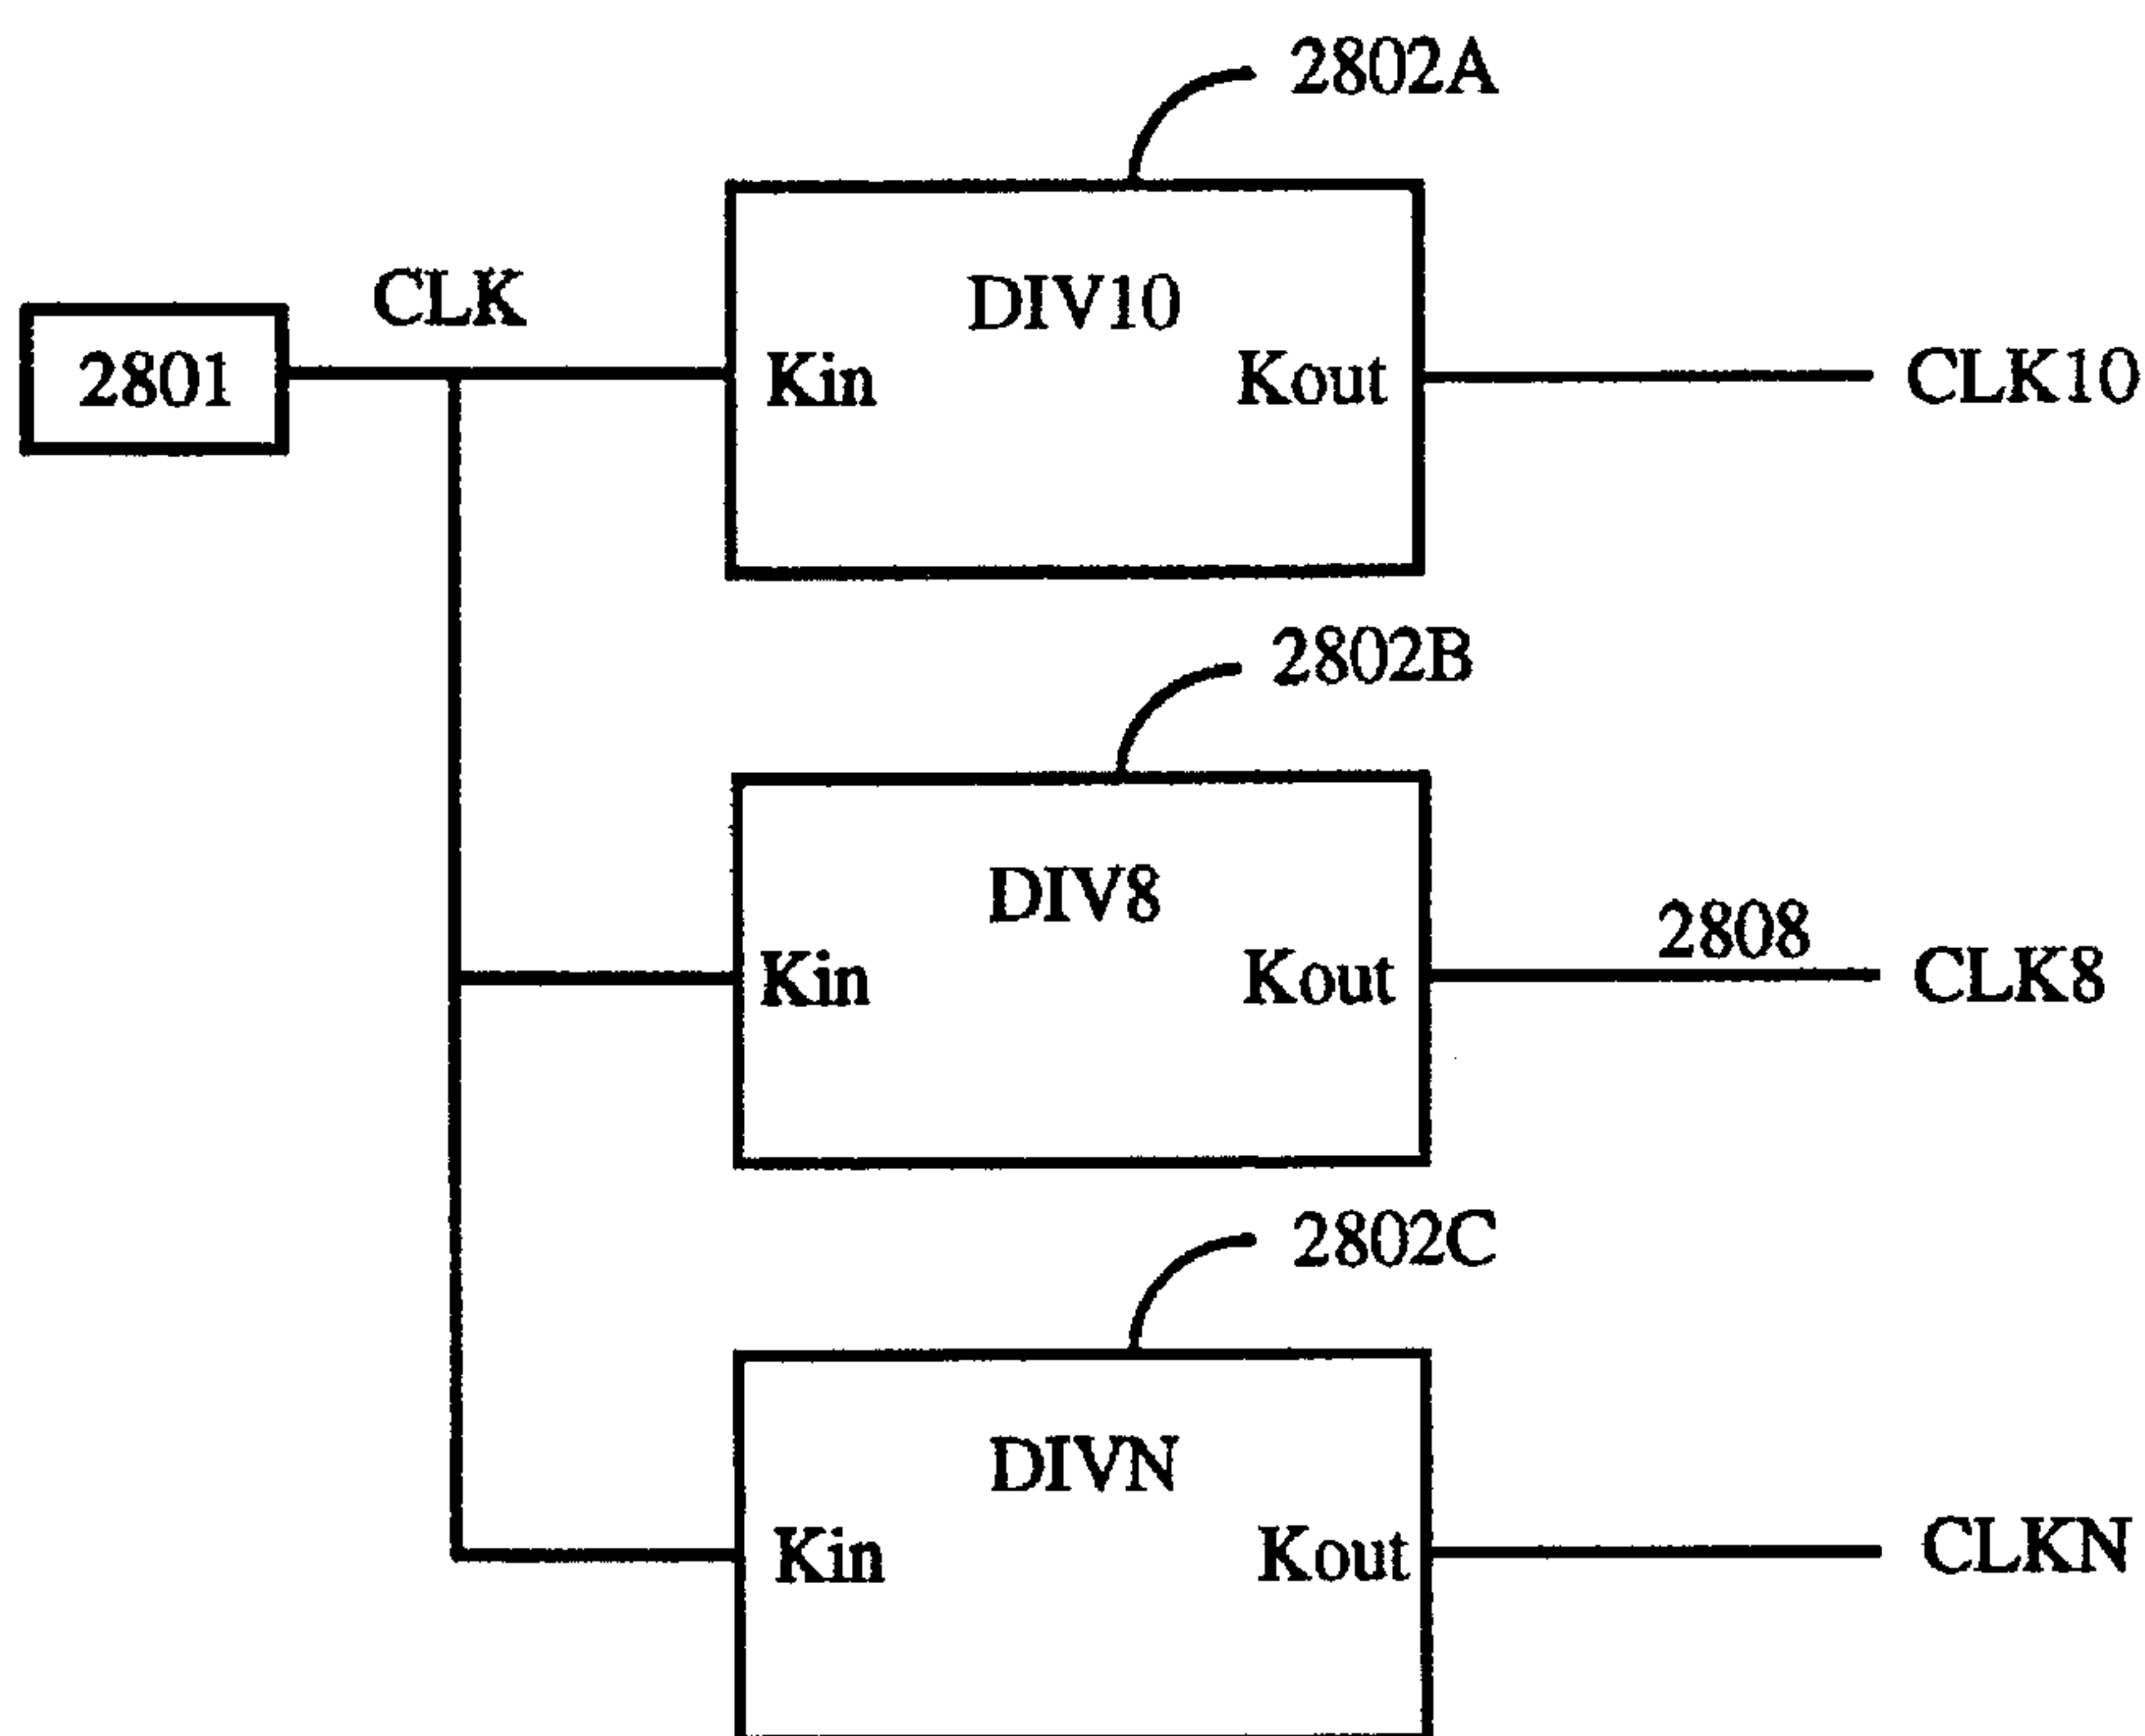 2802A
CLK
DIV10
2801
Kin
Kout
CLK10
2802B
DIV8
2808
Kin
Kout
CLK8
2802C
DIVN
Kin
Kout
CLKN